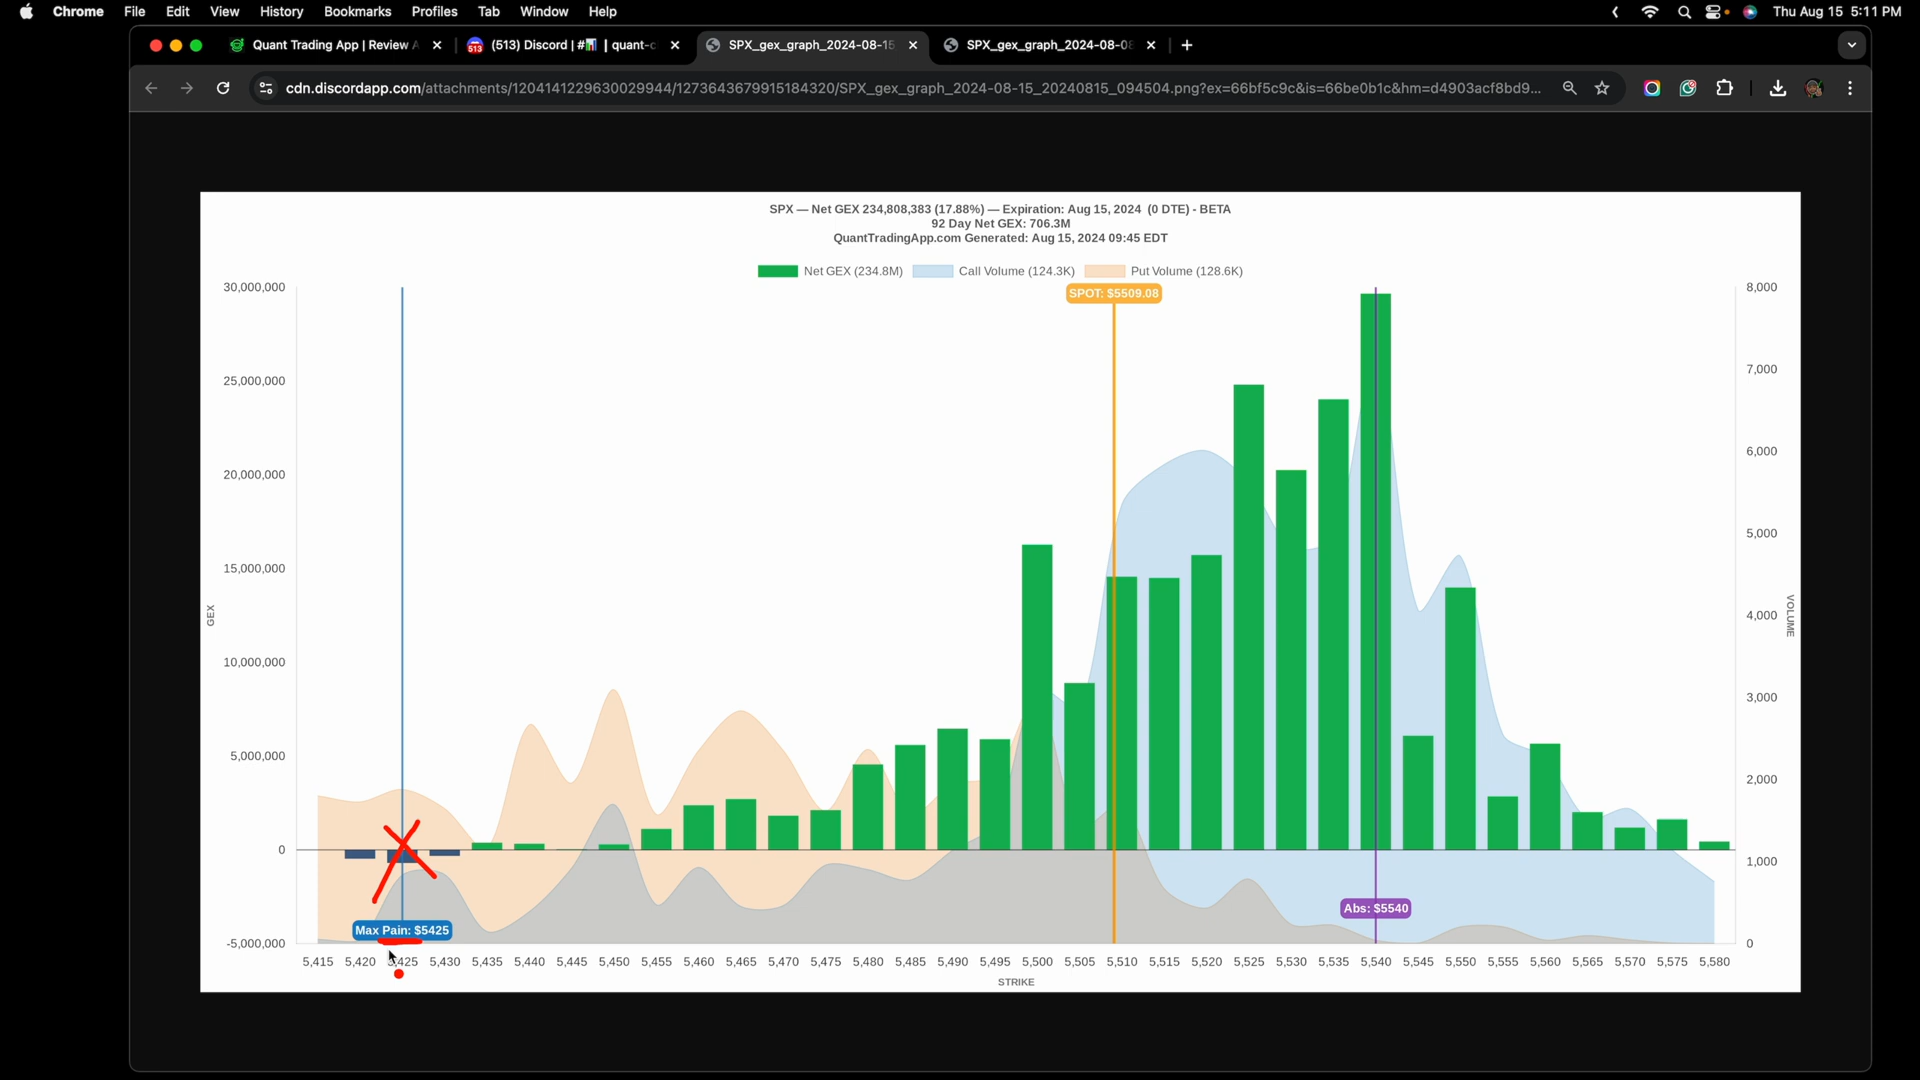 Chrome File Edit View History Bookmarks Profiles Tab Window Help Thu Aug 15 5:11 PM
Quant Trading App | Review A
(513) Discord | # | quant-c
SPX_gex_graph_2024-08-15
SPX_gex_graph_2024-08-08
cdn.discordapp.com/attachments/1204141229630029944/1273643679915184320/SPX_gex_graph_2024-08-15_20240815_094504.png?ex=66bf5c9c&is=66be0b1c&hm=d4903acf8bd9...
SPX — Net GEX 234,808,383 (17.88%) — Expiration: Aug 15, 2024 (0 DTE) - BETA
92 Day Net GEX: 706.3M
QuantTradingApp.com Generated: Aug 15, 2024 09:45 EDT
Net GEX (234.8M) Call Volume (124.3K) Put Volume (128.6K)
SPOT: $5509.08
30,000,000
25,000,000
20,000,000
15,000,000
10,000,000
5,000,000
0
-5,000,000
GEX
8,000
7,000
6,000
5,000
4,000
3,000
2,000
1,000
0
VOLUME
Max Pain: $5425
Abs: $5540
5,415 5,420 5,425 5,430 5,435 5,440 5,445 5,450 5,455 5,460 5,465 5,470 5,475 5,480 5,485 5,490 5,495 5,500 5,505 5,510 5,515 5,520 5,525 5,530 5,535 5,540 5,545 5,550 5,555 5,560 5,565 5,570 5,575 5,580
STRIKE